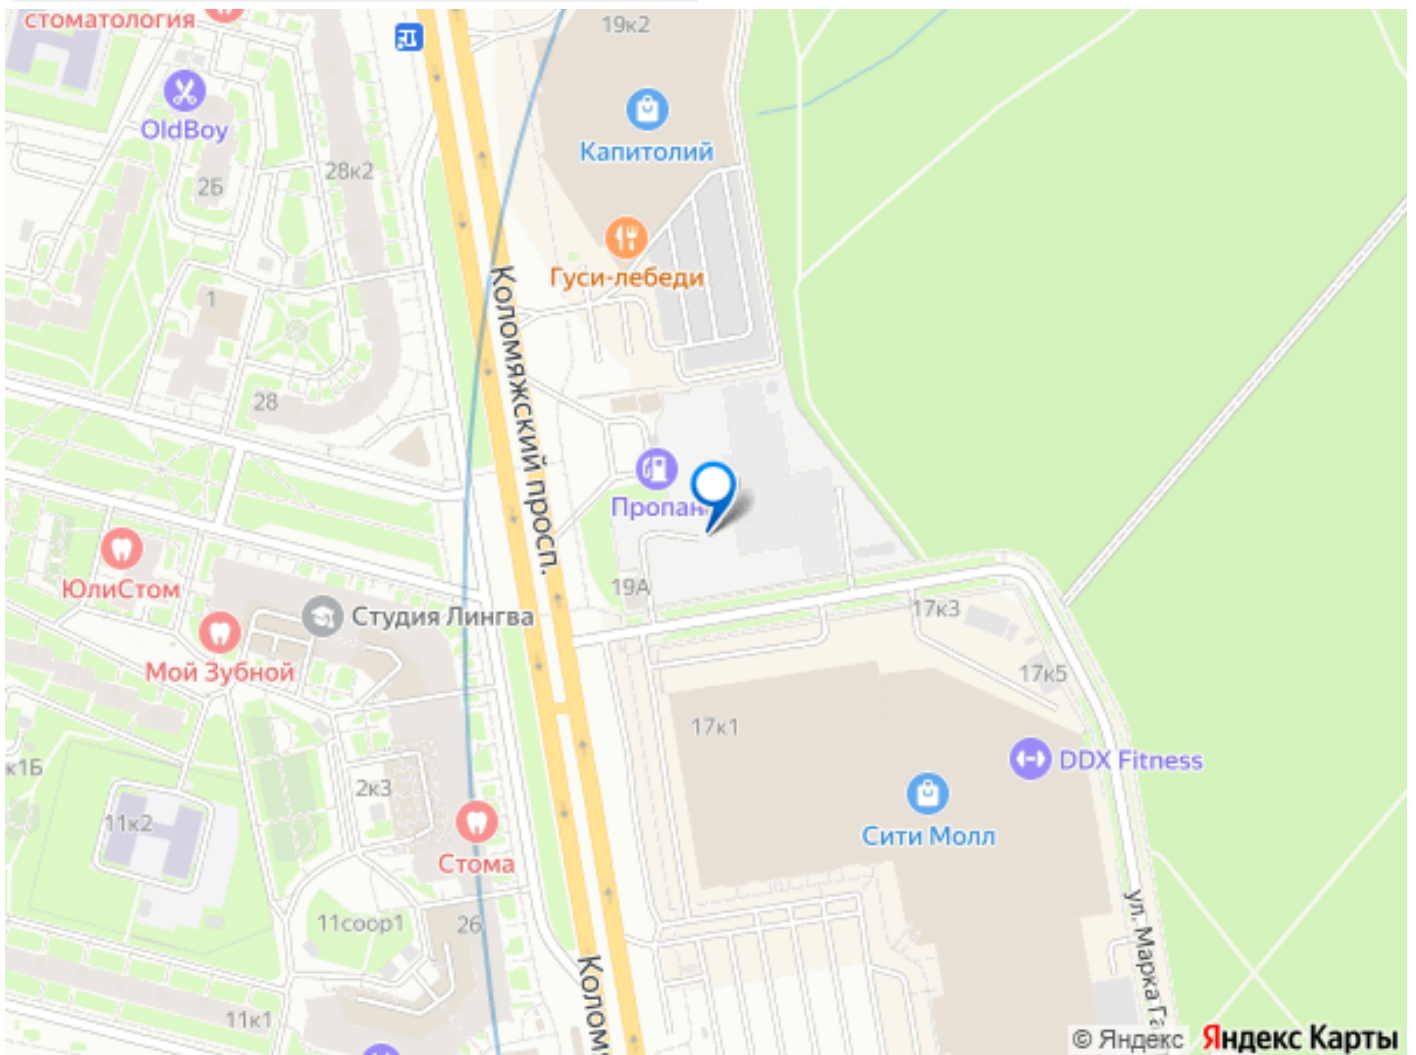 стоматология
19к2
OldBoy
Капитолий
28к2
2Б
Гуси-лебеди
1
Коломяжский просп.
28
Пропан
ЮлиСтом
19А
17к3
Студия Лингва
Мой Зубной
17к5
17к1
к1Б
DDX Fitness
2к3
11к2
Сити Молл
Стома
11соор1
26
ул. Марка Га
Колом
11к1
© Яндекс Яндекс Карты